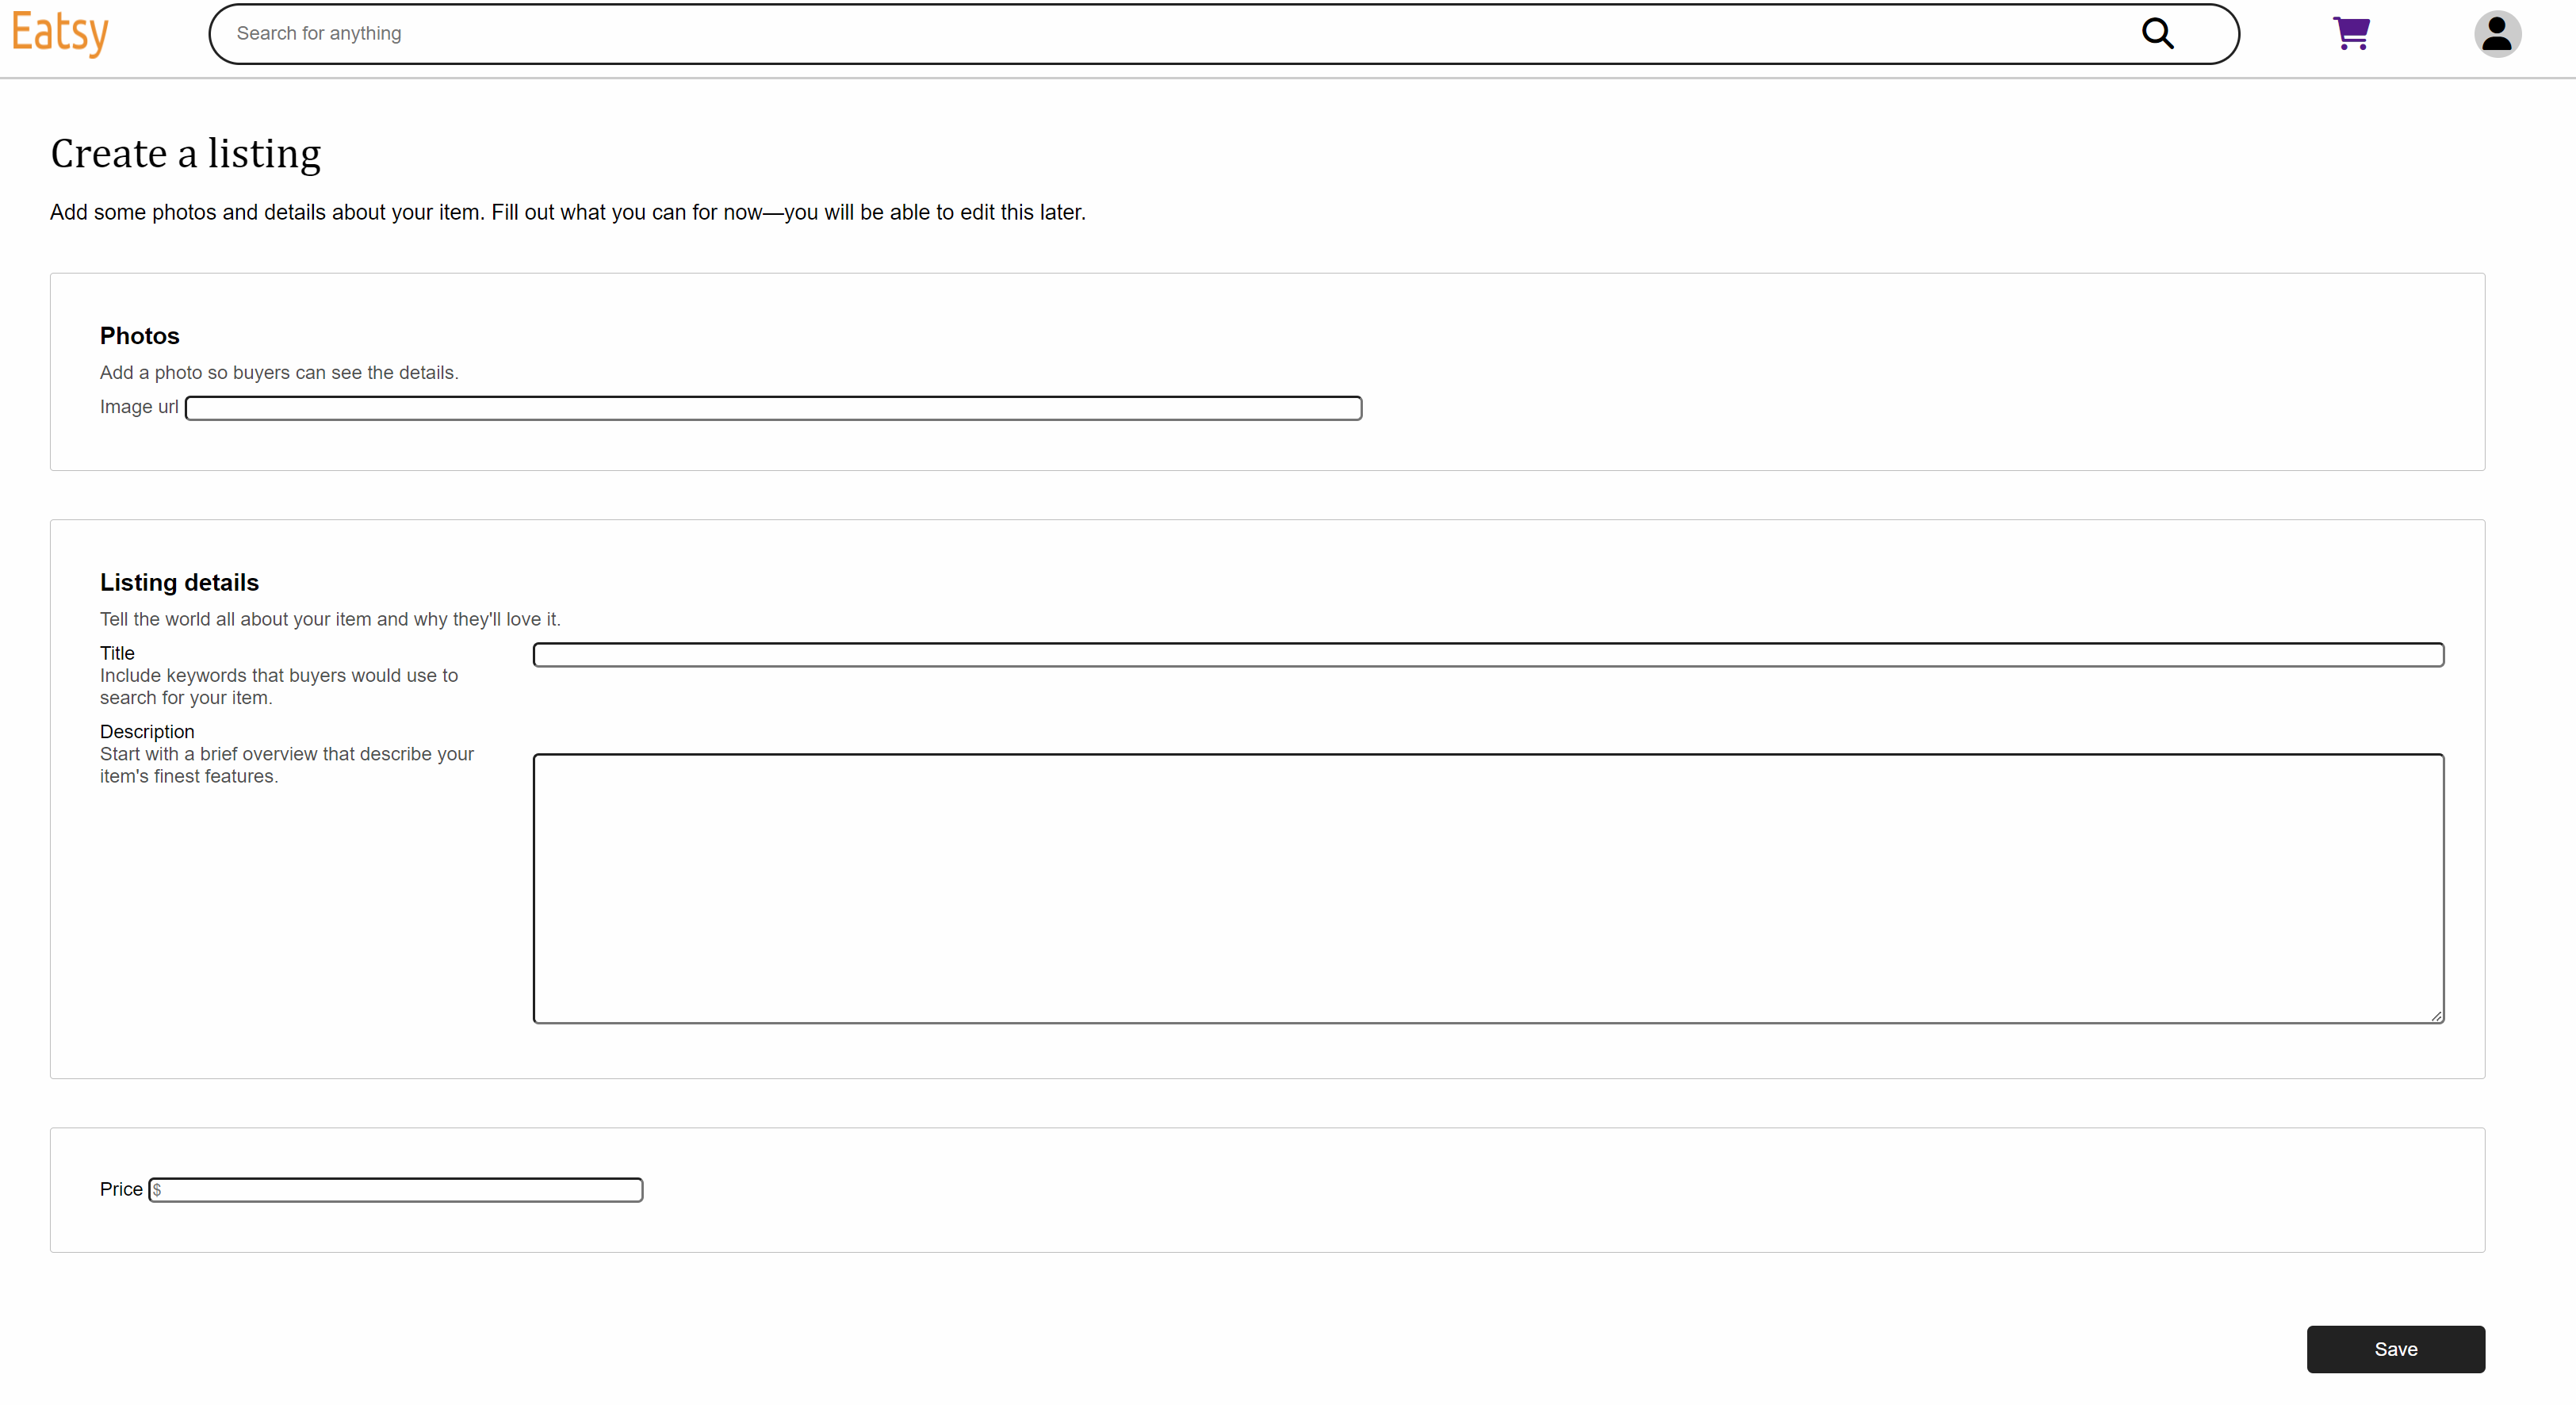 Eatsy
Search for anything
Create a listing
Add some photos and details about your item. Fill out what you can for now—you will be able to edit this later.
Photos
Add a photo so buyers can see the details.
Image url
Listing details
Tell the world all about your item and why they'll love it.
Title
Include keywords that buyers would use to
search for your item.
Description
Start with a brief overview that describe your
item's finest features.
Price $
Save